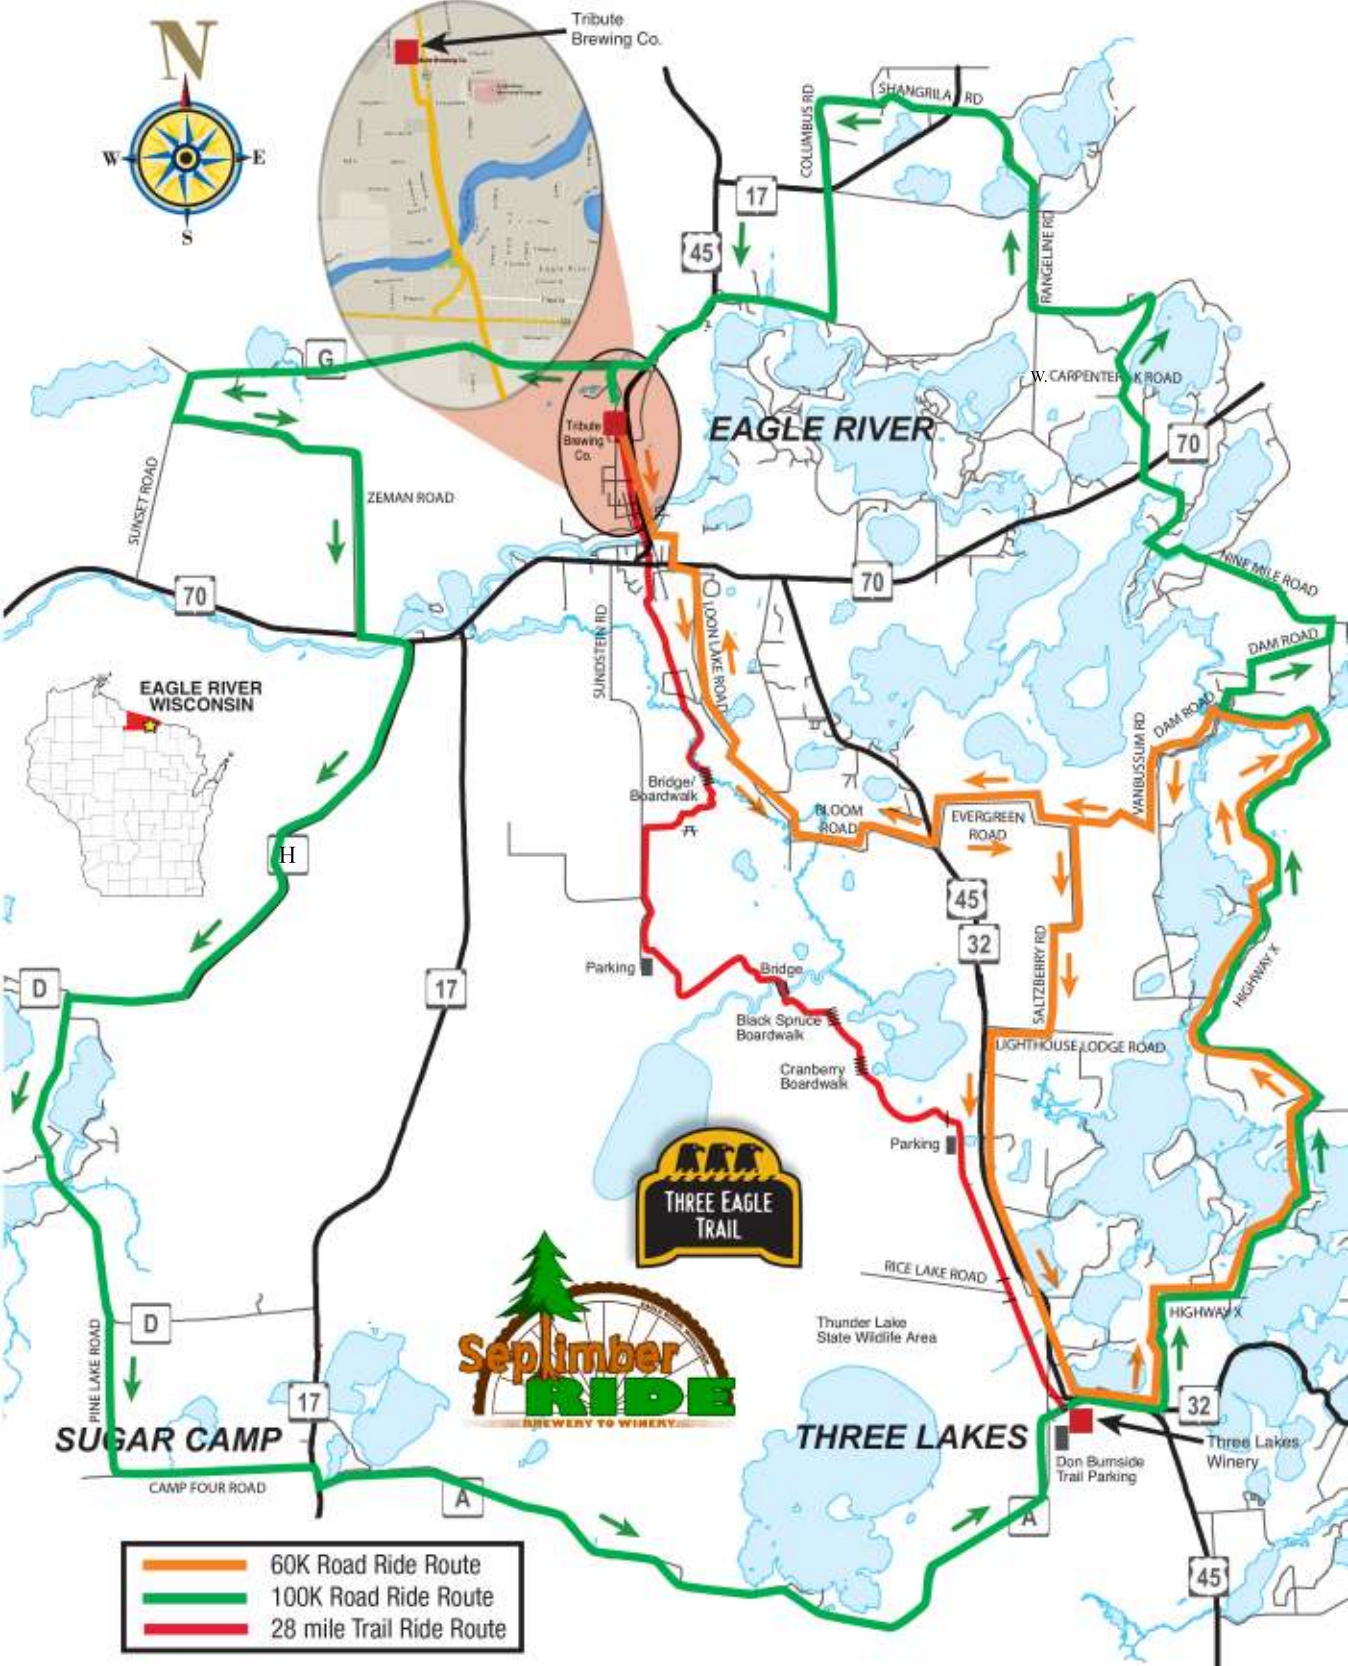 N
W
E
S
Tribute
Brewing Co.
COLUMBUS RD
SHANGRILA RD
17
45
RANGELINE RD
G
W. CARPENTER K ROAD
Tribute
Brewing
Co.
EAGLE RIVER
70
SUNSET ROAD
ZEMAN ROAD
70
70
NINE MILE ROAD
SUNDSTEIN RD
LOON LAKE ROAD
DAM ROAD
EAGLE RIVER
WISCONSIN
DAM ROAD
VANBUSSUM RD
Bridge/
Boardwalk
BLOOM
ROAD
EVERGREEN
ROAD
H
45
32
SALTZBERRY RD
HIGHWAY X
D
17
Parking
Bridge
Black Spruce
Boardwalk
Cranberry
Boardwalk
LIGHTHOUSE LODGE ROAD
Parking
THREE EAGLE
TRAIL
RICE LAKE ROAD
Thunder Lake
State Wildlife Area
HIGHWAY X
D
PINE LAKE ROAD
Septimber
RIDE
BREWERY TO WINERY
17
32
SUGAR CAMP
THREE LAKES
Three Lakes
Winery
Don Burnside
Trail Parking
CAMP FOUR ROAD
A
A
45
60K Road Ride Route
100K Road Ride Route
28 mile Trail Ride Route